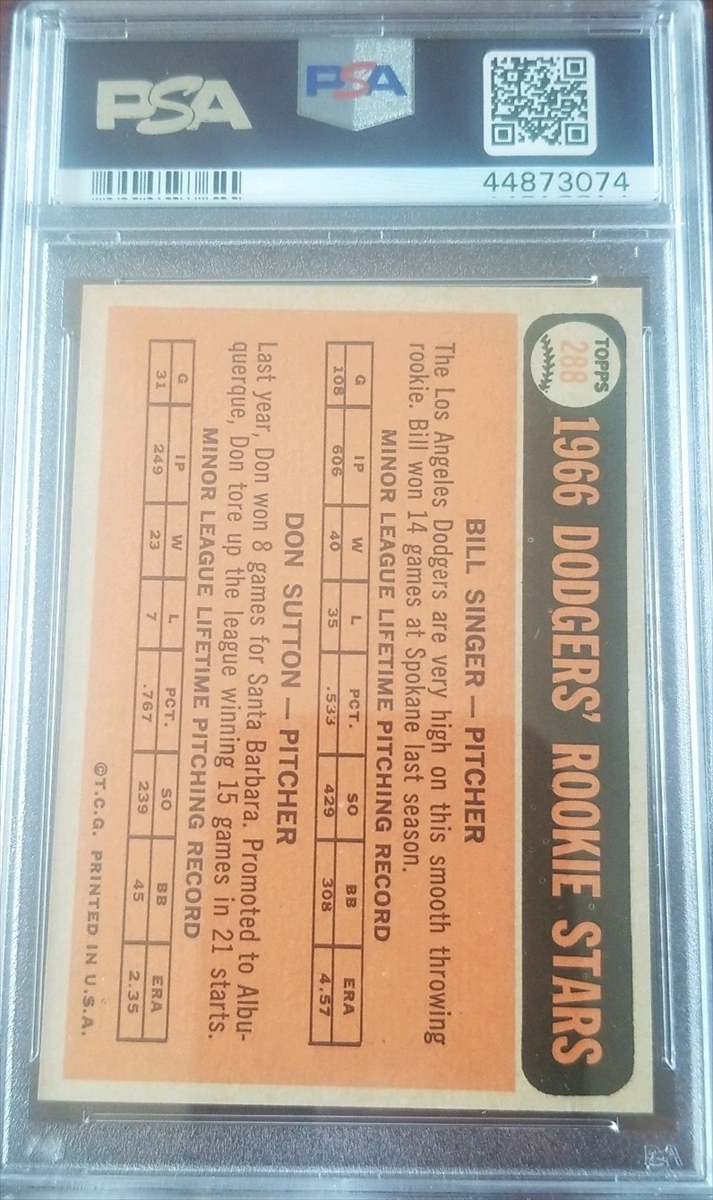 PSA
PSA
44873074
TOPPS
288
1966 DODGERS' ROOKIE STARS
BILL SINGER — PITCHER
The Los Angeles Dodgers are very high on this smooth throwing
rookie. Bill won 14 games at Spokane last season.
MINOR LEAGUE LIFETIME PITCHING RECORD
G IP W L PCT. SO BB ERA
108 606 40 35 .533 429 308 4.57
DON SUTTON — PITCHER
Last year, Don won 8 games for Santa Barbara. Promoted to Albu-
querque, Don tore up the league winning 15 games in 21 starts.
MINOR LEAGUE LIFETIME PITCHING RECORD
G IP W L PCT. SO BB ERA
31 249 23 7 .767 239 45 2.35
©T.C.G. PRINTED IN U.S.A.